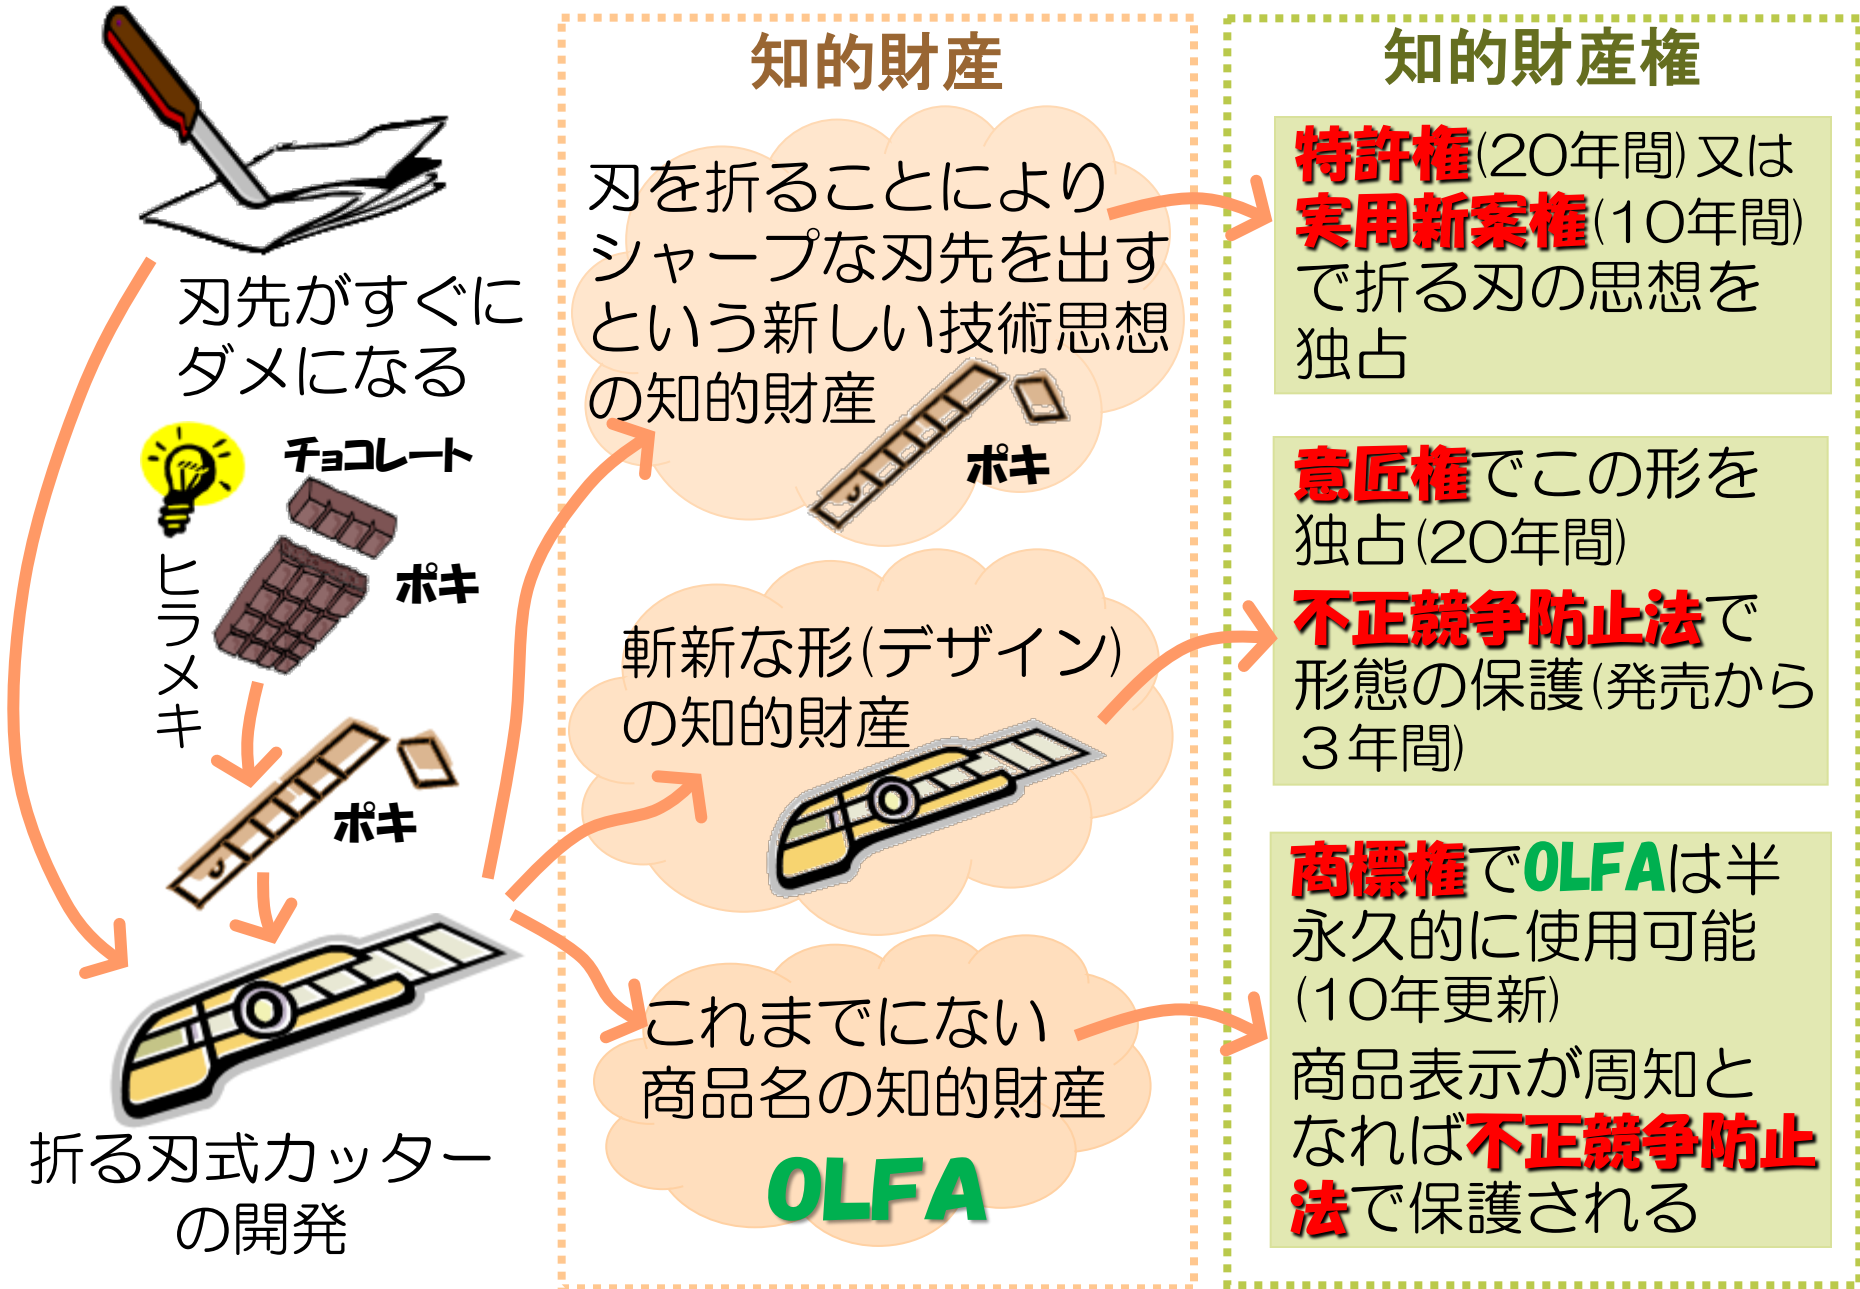 刃先がすぐに
ダメになる
チョコレート
ポキ
ヒラメキ
ポキ
折る刃式カッター
の開発
知的財産
刃を折ることにより
シャープな刃先を出す
という新しい技術思想
の知的財産
ポキ
斬新な形(デザイン)
の知的財産
これまでにない
商品名の知的財産
OLFA
知的財産権
特許権(20年間)又は
実用新案権(10年間)
で折る刃の思想を
独占
意匠権でこの形を
独占(20年間)
不正競争防止法で
形態の保護(発売から
３年間)
商標権でOLFAは半
永久的に使用可能
(10年更新)
商品表示が周知と
なれば不正競争防止
法で保護される